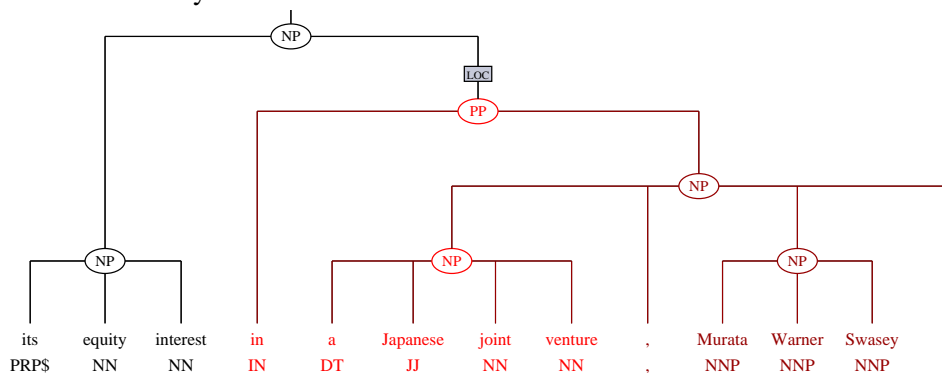 NP
LOC
PP
NP
NP NP NP
its equity interest in a Japanese joint venture , Murata Warner Swasey
PRP$ NN NN IN DT JJ NN NN , NNP NNP NNP